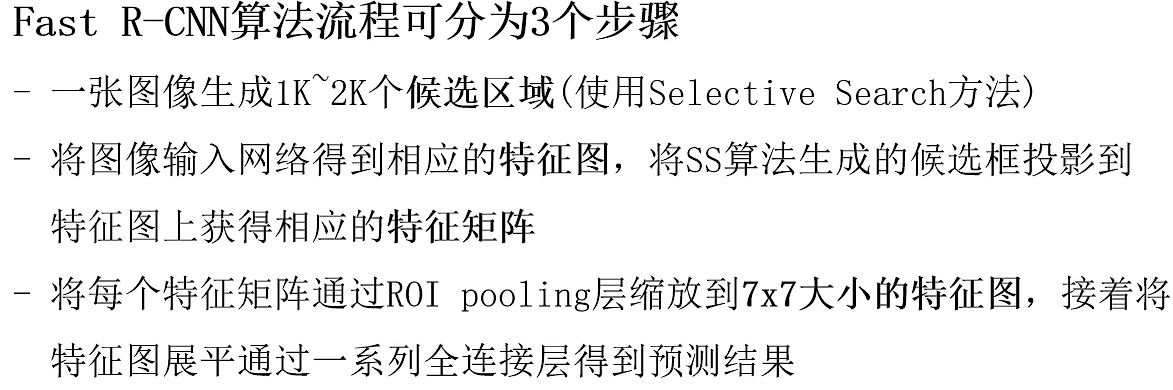 Fast R-CNN算法流程可分为3个步骤
- 一张图像生成1K~2K个候选区域(使用Selective Search方法)
- 将图像输入网络得到相应的特征图，将SS算法生成的候选框投影到
特征图上获得相应的特征矩阵
- 将每个特征矩阵通过ROI pooling层缩放到7x7大小的特征图，接着将
特征图展平通过一系列全连接层得到预测结果